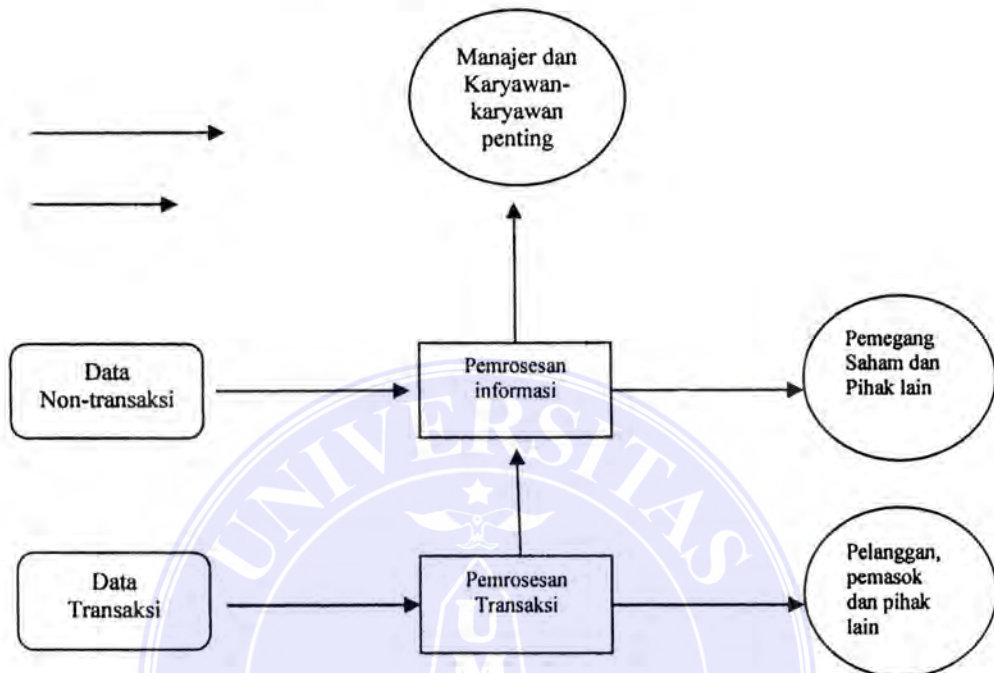 Manajer dan
Karyawan-
karyawan
penting
Data
Non-transaksi
Pemrosesan
informasi
Pemegang
Saham dan
Pihak lain
UNIVERSITAS
Data
Transaksi
Pemrosesan
Transaksi
Pelanggan,
pemasok
dan pihak
lain
U
M